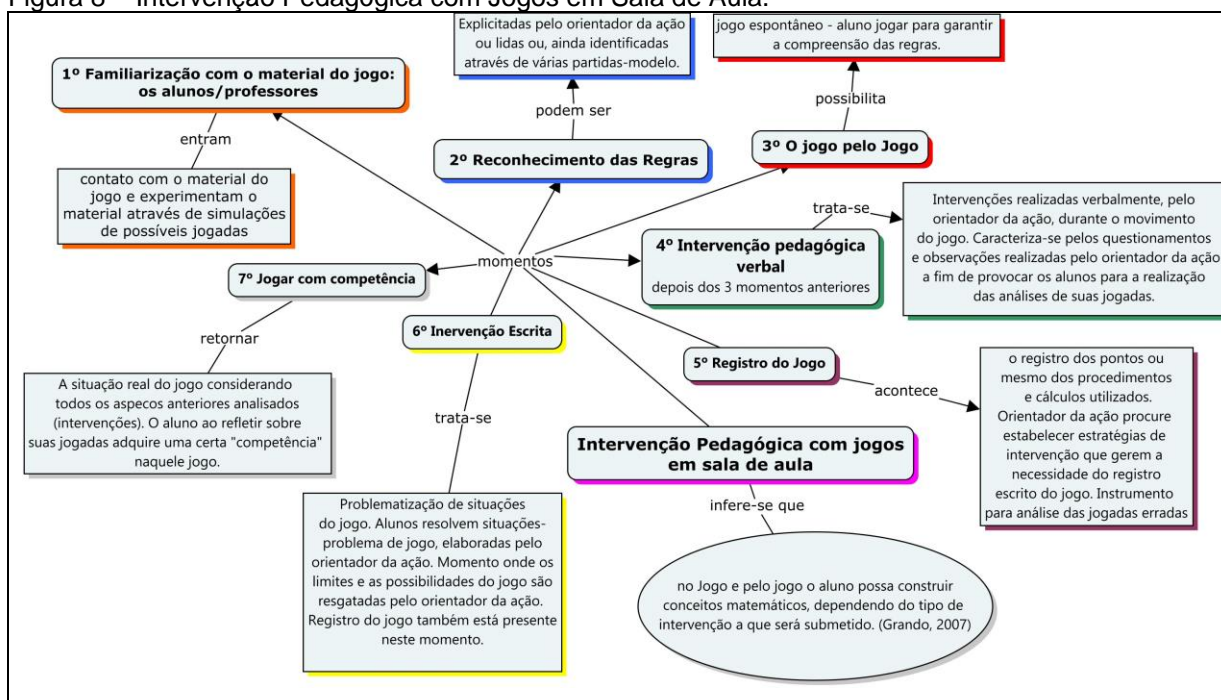 Figura 8 – Intervenção Pedagógica com Jogos em Sala de Aula.
Explicitadas pelo orientador da ação
ou lidas ou, ainda identificadas
através de várias partidas-modelo.
jogo espontâneo - aluno jogar para garantir
a compreensão das regras.
1º Familiarização com o material do jogo:
os alunos/professores
podem ser
possibilita
entram
2º Reconhecimento das Regras
3º O jogo pelo Jogo
contato com o material do
jogo e experimentam o
material através de simulações
de possíveis jogadas
trata-se
Intervenções realizadas verbalmente, pelo
orientador da ação, durante o movimento
do jogo. Caracteriza-se pelos questionamentos
e observações realizadas pelo orientador da ação
a fim de provocar os alunos para a realização
das análises de suas jogadas.
4º Intervenção pedagógica
verbal
depois dos 3 momentos anteriores
momentos
7º Jogar com competência
6º Inervenção Escrita
retornar
5º Registro do Jogo
acontece
o registro dos pontos ou
mesmo dos procedimentos
e cálculos utilizados.
Orientador da ação procure
estabelecer estratégias de
intervenção que gerem a
necessidade do registro
escrito do jogo. Instrumento
para análise das jogadas erradas
A situação real do jogo considerando
todos os aspecos anteriores analisados
(intervenções). O aluno ao refletir sobre
suas jogadas adquire uma certa "competência"
naquele jogo.
trata-se
Intervenção Pedagógica com jogos
em sala de aula
infere-se que
Problematização de situações
do jogo. Alunos resolvem situações-
problema de jogo, elaboradas pelo
orientador da ação. Momento onde os
limites e as possibilidades do jogo são
resgatadas pelo orientador da ação.
Registro do jogo também está presente
neste momento.
no Jogo e pelo jogo o aluno possa construir
conceitos matemáticos, dependendo do tipo de
intervenção a que será submetido. (Grando, 2007)